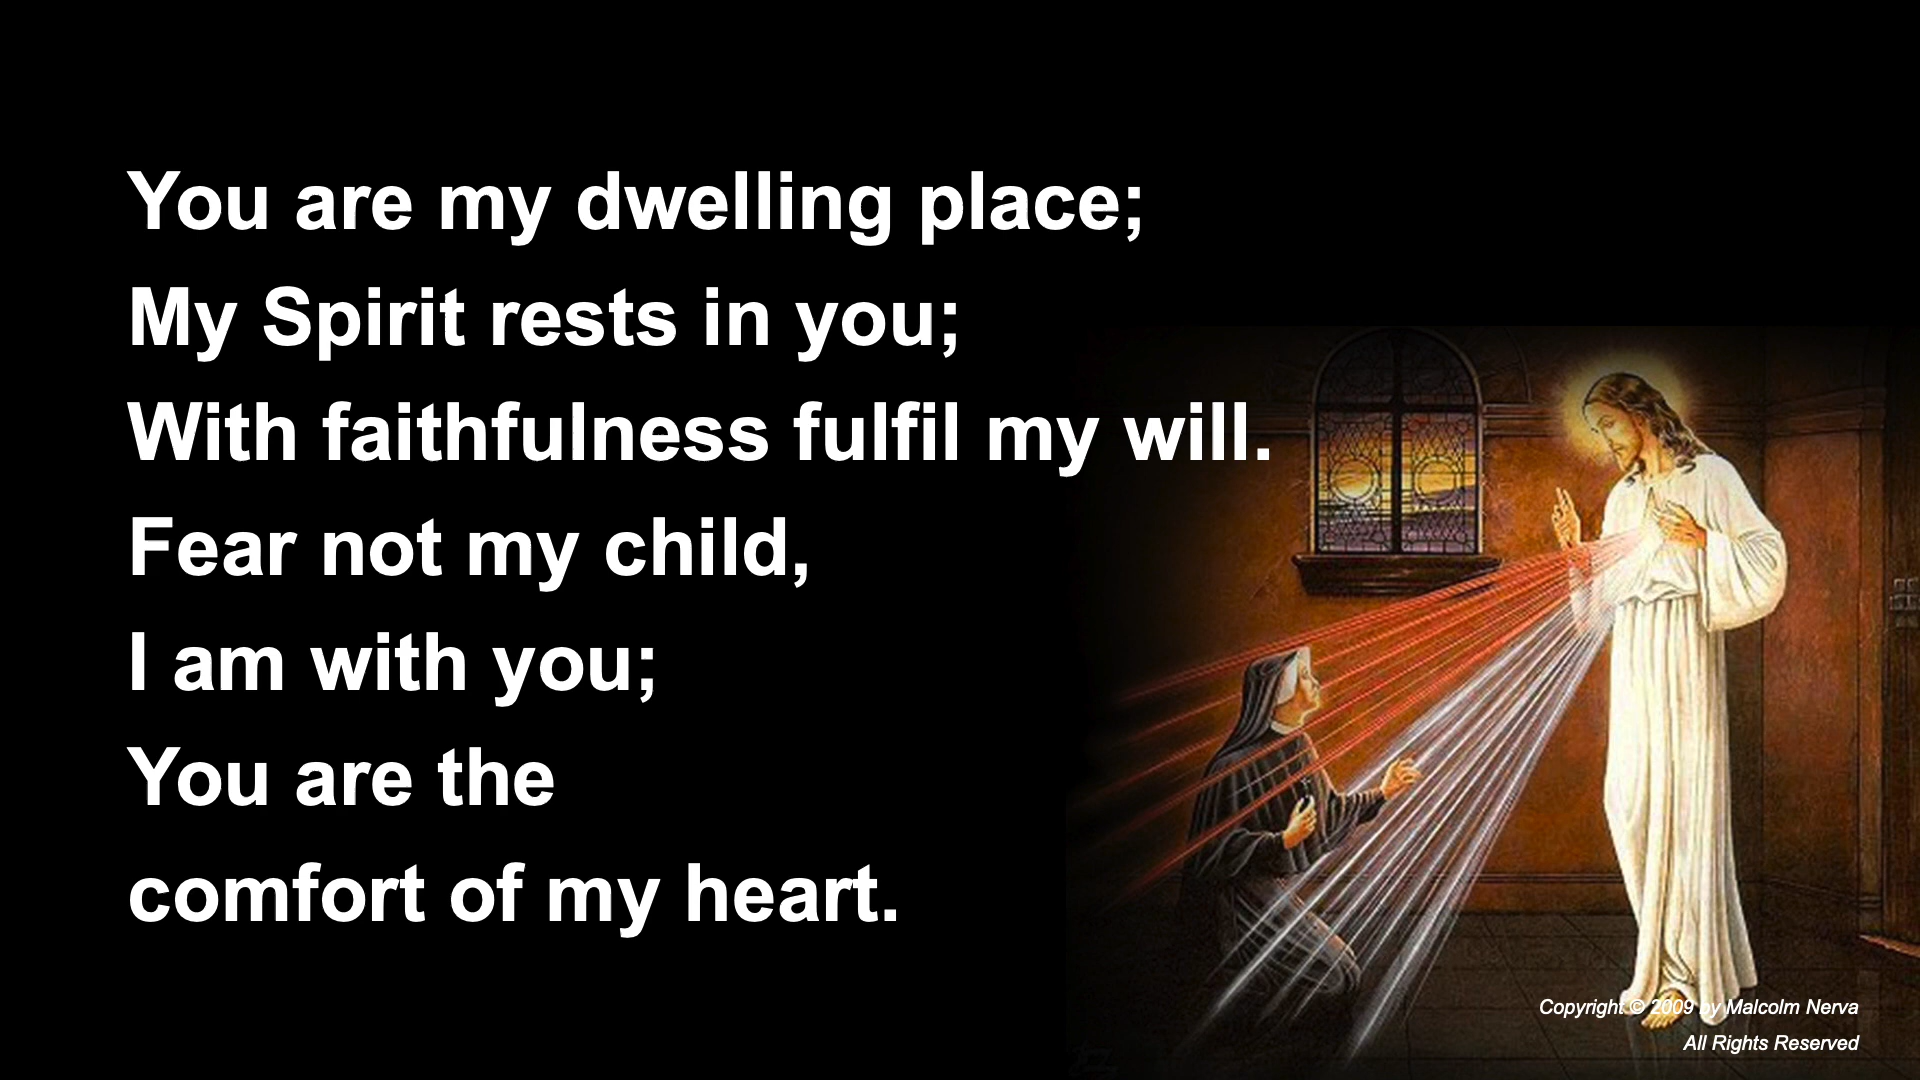 You are my dwelling place;
My Spirit rests in you;
With faithfulness fulfil my will.
Fear not my child,
I am with you;
You are the
comfort of my heart.
Copyright © 2009 by Malcolm Nerva
All Rights Reserved